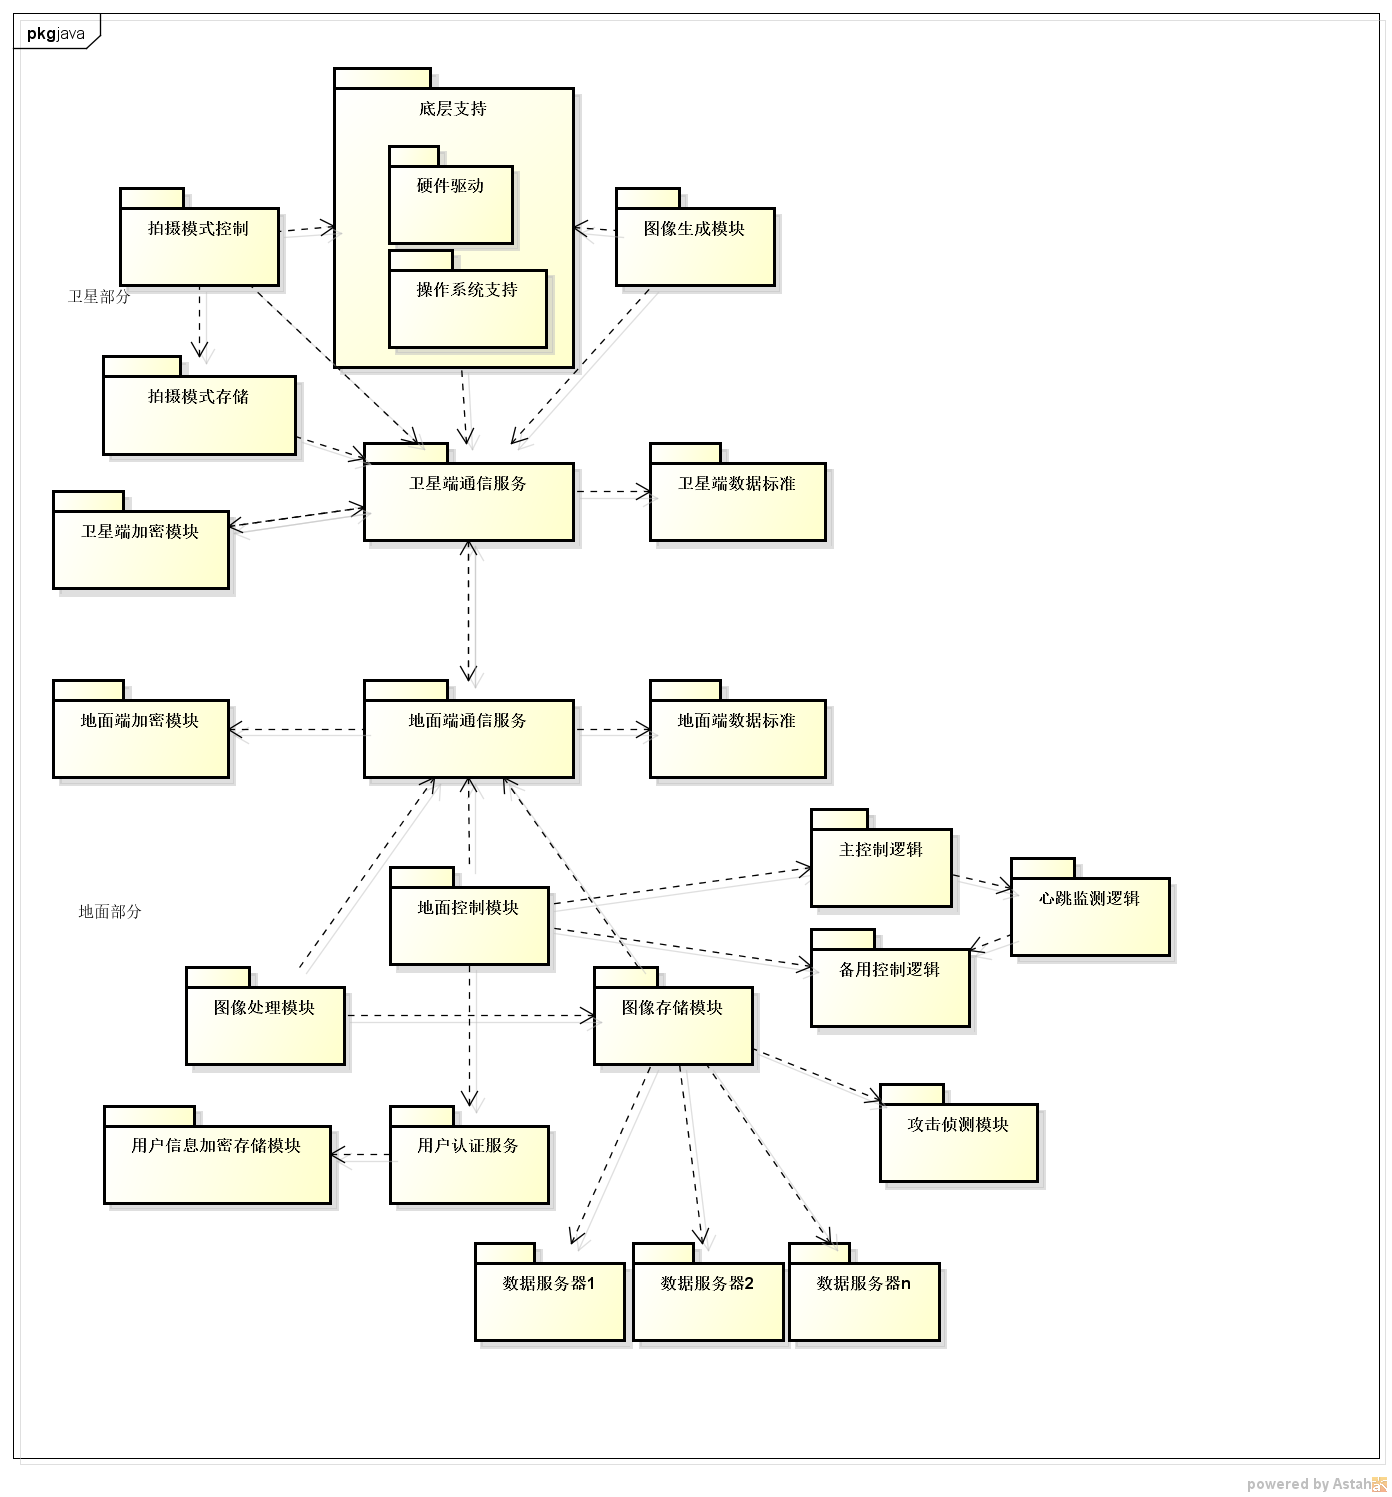 pkg java
底层支持
硬件驱动
拍摄模式控制
图像生成模块
操作系统支持
卫星部分
拍摄模式存储
卫星端通信服务
卫星端数据标准
卫星端加密模块
地面端加密模块
地面端通信服务
地面端数据标准
主控制逻辑
心跳监测逻辑
地面控制模块
地面部分
备用控制逻辑
图像处理模块
图像存储模块
攻击侦测模块
用户信息加密存储模块
用户认证服务
数据服务器1
数据服务器2
数据服务器n
powered by Astah